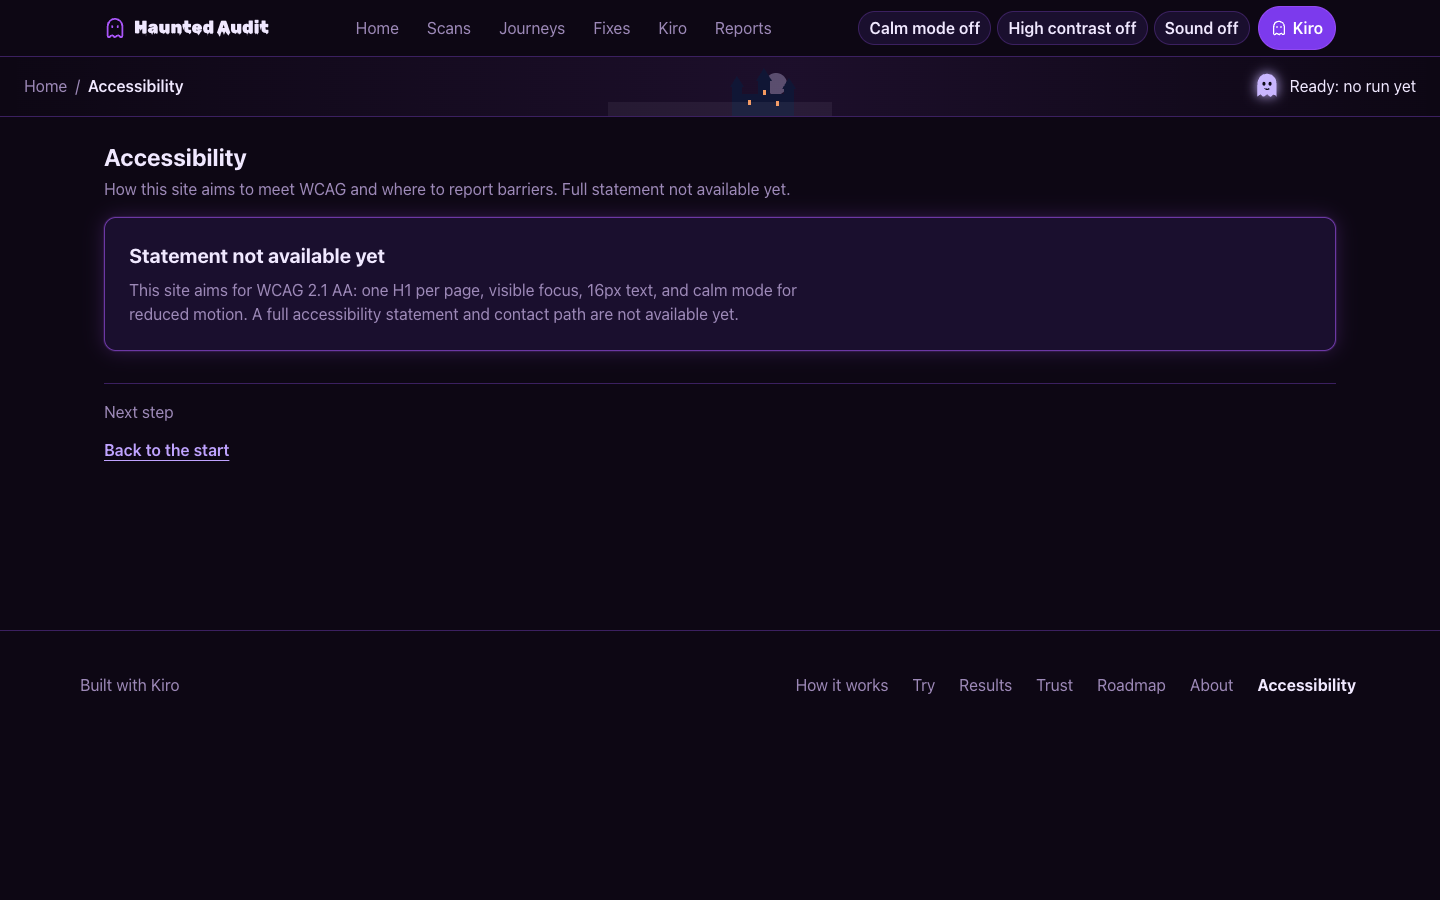 Haunted Audit
Home Scans Journeys Fixes Kiro Reports
Calm mode off High contrast off Sound off Kiro
Home / Accessibility
Ready: no run yet
Accessibility
How this site aims to meet WCAG and where to report barriers. Full statement not available yet.
Statement not available yet
This site aims for WCAG 2.1 AA: one H1 per page, visible focus, 16px text, and calm mode for
reduced motion. A full accessibility statement and contact path are not available yet.
Next step
Back to the start
Built with Kiro
How it works Try Results Trust Roadmap About Accessibility